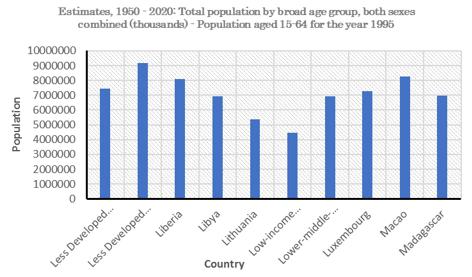 Estimates, 1950 - 2020: Total population by broad age group, both sexes
combined (thousands) - Population aged 15-64 for the year 1995
10000000
9000000
8000000
7000000
6000000
5000000
4000000
3000000
2000000
1000000
0
Population
Less Developed...
Less Developed...
Liberia
Libya
Lithuania
Low-income...
Lower-middle-...
Luxembourg
Macao
Madagascar
Country